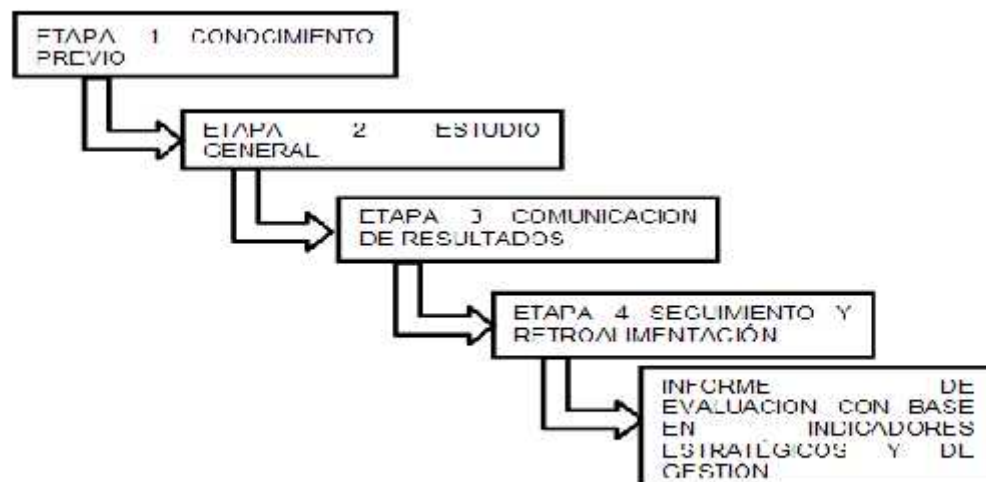 ETAPA 1 CONOCIMIENTO
PREVIO
ETAPA 2 ESTUDIO
GENERAL
ETAPA 3 COMUNICACION
DE RESULTADOS
ETAPA 4 SEGUIMIENTO Y
RETROALIMENTACIÓN
INFORME DE
EVALUACION CON BASE
EN INDICADORES
ESTRATÉGICOS Y DE
GESTION